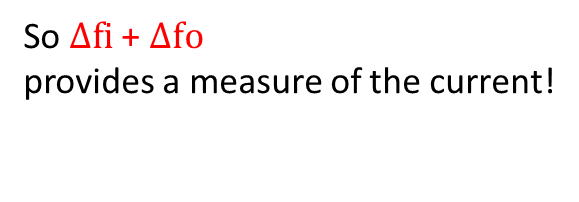 So Δfi + Δfo
provides a measure of the current!